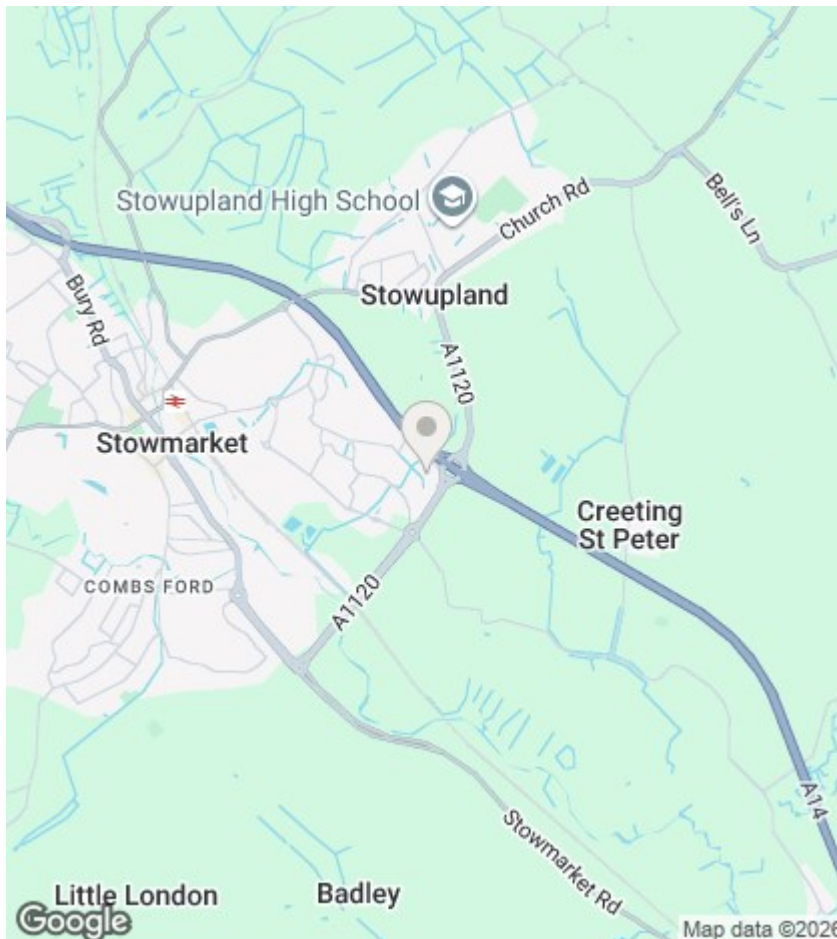 Stowupland High School
Church Rd
Bell's Ln
Bury Rd
Stowupland
A1120
Stowmarket
Creeting
St Peter
COMBS FORD
A1120
A14
Stowmarket Rd
Little London
Badley
Google
Map data ©2026